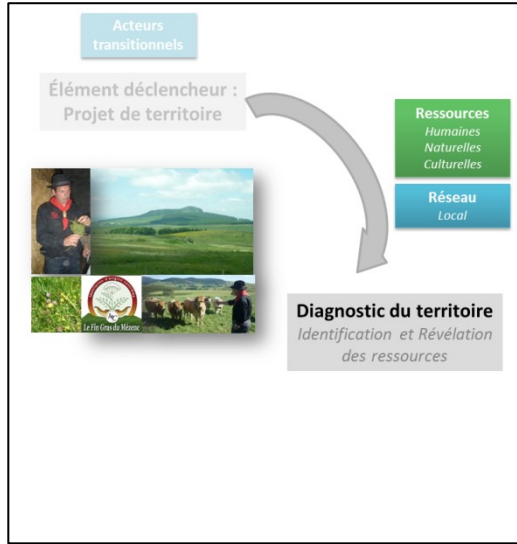 Acteurs
transitionnels
Élément déclencheur :
Projet de territoire
Ressources
Humaines
Naturelles
Culturelles
Réseau
Local
Le Fin Gras du Mézenc
Diagnostic du territoire
Identification et Révélation
des ressources